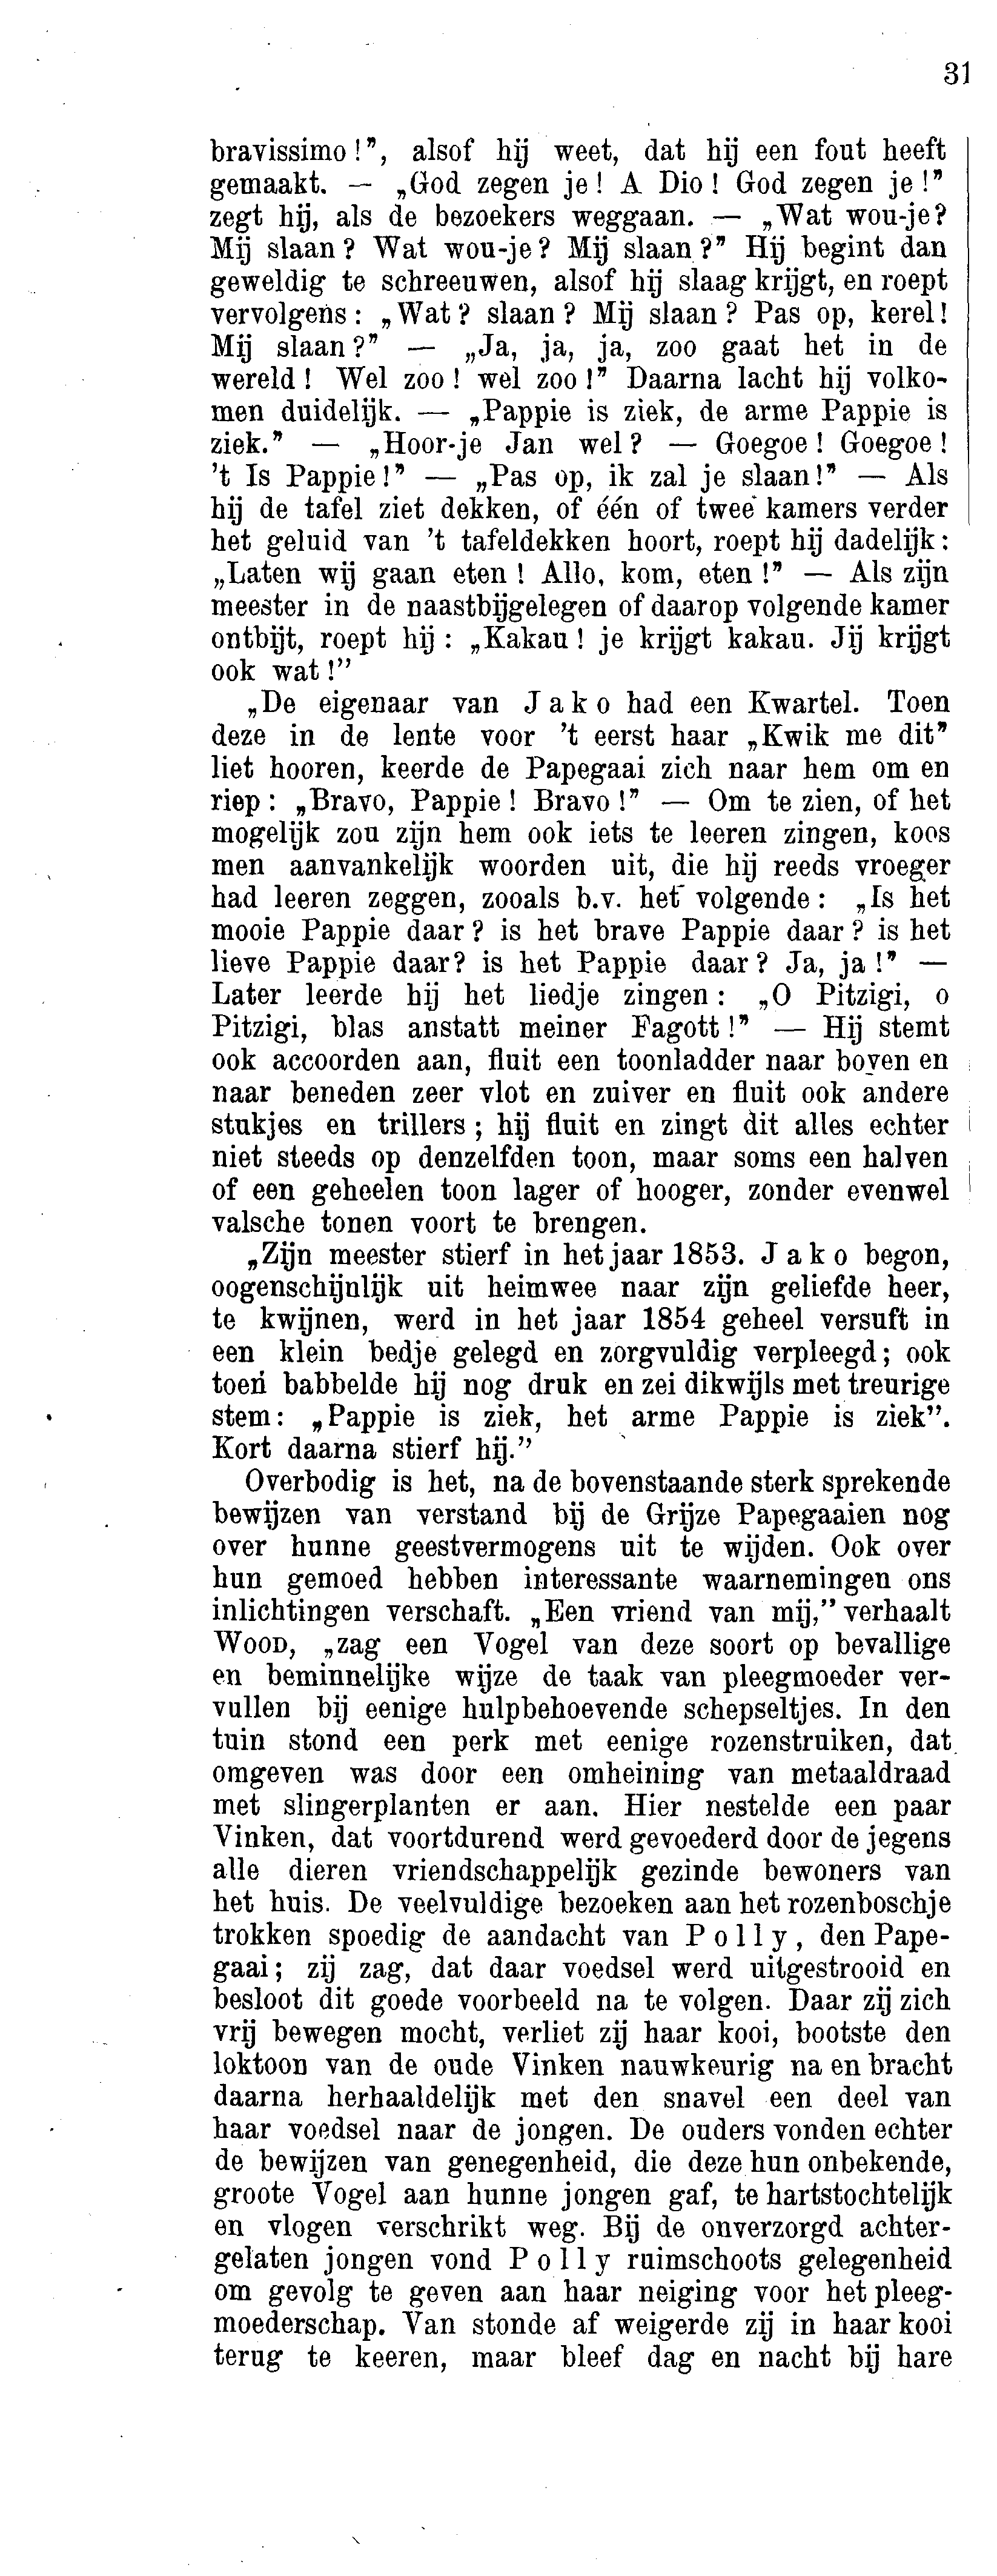 31
bravissimo!”, alsof hij weet, dat hij een fout heeft
gemaakt. — „God zegen je! A Dio! God zegen je!”
zegt hij, als de bezoekers weggaan. — „Wat wou-je?
Mij slaan? Wat wou-je? Mij slaan?” Hij begint dan
geweldig te schreeuwen, alsof hij slaag krijgt, en roept
vervolgens: „Wat? slaan? Mij slaan? Pas op, kerel!
Mij slaan?” — „Ja, ja, ja, zoo gaat het in de
wereld! Wel zoo! wel zoo!” Daarna lacht hij volko-
men duidelijk. — „Pappie is ziek, de arme Pappie is
ziek.” — „Hoor-je Jan wel? — Goegoe! Goegoe!
't Is Pappie!” — „Pas op, ik zal je slaan!” — Als
hij de tafel ziet dekken, of één of twee kamers verder
het geluid van 't tafeldekken hoort, roept hij dadelijk:
„Laten wij gaan eten! Allo, kom, eten!” — Als zijn
meester in de naastbijgelegen of daarop volgende kamer
ontbijt, roept hij: „Kakau! je krijgt kakau. Jij krijgt
ook wat!”
„De eigenaar van Jako had een Kwartel. Toen
deze in de lente voor 't eerst haar „Kwik me dit”
liet hooren, keerde de Papegaai zich naar hem om en
riep: „Bravo, Pappie! Bravo!” — Om te zien, of het
mogelijk zou zijn hem ook iets te leeren zingen, koos
men aanvankelijk woorden uit, die hij reeds vroeger
had leeren zeggen, zooals b.v. het volgende: „Is het
mooie Pappie daar? is het brave Pappie daar? is het
lieve Pappie daar? is het Pappie daar? Ja, ja!” —
Later leerde hij het liedje zingen: „O Pitzigi, o
Pitzigi, blas anstatt meiner Fagott!” — Hij stemt
ook accoorden aan, fluit een toonladder naar boven en
naar beneden zeer vlot en zuiver en fluit ook andere
stukjes en trillers; hij fluit en zingt dit alles echter
niet steeds op denzelfden toon, maar soms een halven
of een geheelen toon lager of hooger, zonder evenwel
valsche tonen voort te brengen.
„Zijn meester stierf in het jaar 1853. Jako begon,
oogenschijnlijk uit heimwee naar zijn geliefde heer,
te kwijnen, werd in het jaar 1854 geheel versuft in
een klein bedje gelegd en zorgvuldig verpleegd; ook
toen babbelde hij nog druk en zei dikwijls met treurige
stem: „Pappie is ziek, het arme Pappie is ziek”.
Kort daarna stierf hij.”
Overbodig is het, na de bovenstaande sterk sprekende
bewijzen van verstand bij de Grijze Papegaaien nog
over hunne geestvermogens uit te wijden. Ook over
hun gemoed hebben interessante waarnemingen ons
inlichtingen verschaft. „Een vriend van mij,” verhaalt
WOOD, „zag een Vogel van deze soort op bevallige
en beminnelijke wijze de taak van pleegmoeder ver-
vullen bij eenige hulpbehoevende schepseltjes. In den
tuin stond een perk met eenige rozenstruiken, dat
omgeven was door een omheining van metaaldraad
met slingerplanten er aan. Hier nestelde een paar
Vinken, dat voortdurend werd gevoederd door de jegens
alle dieren vriendschappelijk gezinde bewoners van
het huis. De veelvuldige bezoeken aan het rozenboschje
trokken spoedig de aandacht van Polly, den Pape-
gaai; zij zag, dat daar voedsel werd uitgestrooid en
besloot dit goede voorbeeld na te volgen. Daar zij zich
vrij bewegen mocht, verliet zij haar kooi, bootste den
loktoon van de oude Vinken nauwkeurig na en bracht
daarna herhaaldelijk met den snavel een deel van
haar voedsel naar de jongen. De ouders vonden echter
de bewijzen van genegenheid, die deze hun onbekende,
groote Vogel aan hunne jongen gaf, te hartstochtelijk
en vlogen verschrikt weg. Bij de onverzorgd achter-
gelaten jongen vond Polly ruimschoots gelegenheid
om gevolg te geven aan haar neiging voor het pleeg-
moederschap. Van stonde af weigerde zij in haar kooi
terug te keeren, maar bleef dag en nacht bij hare